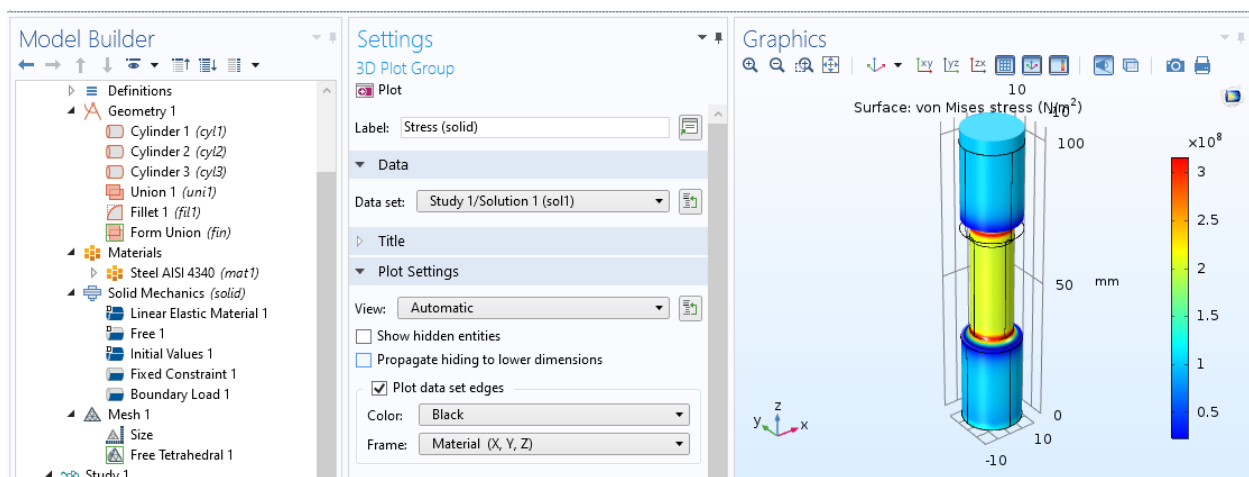 Model Builder
Definitions
Geometry 1
Cylinder 1 (cyl1)
Cylinder 2 (cyl2)
Cylinder 3 (cyl3)
Union 1 (uni1)
Fillet 1 (fil1)
Form Union (fin)
Materials
Steel AISI 4340 (mat1)
Solid Mechanics (solid)
Linear Elastic Material 1
Free 1
Initial Values 1
Fixed Constraint 1
Boundary Load 1
Mesh 1
Size
Free Tetrahedral 1
Study 1
Settings
3D Plot Group
Plot
Label: Stress (solid)
Data
Data set: Study 1/Solution 1 (sol1)
Title
Plot Settings
View: Automatic
Show hidden entities
Propagate hiding to lower dimensions
Plot data set edges
Color: Black
Frame: Material (X, Y, Z)
Graphics
xy yz zx
10
Surface: von Mises stress (N/m²)
-10
100
50
mm
0
10
-10
z
y
x
×10⁸
3
2.5
2
1.5
1
0.5